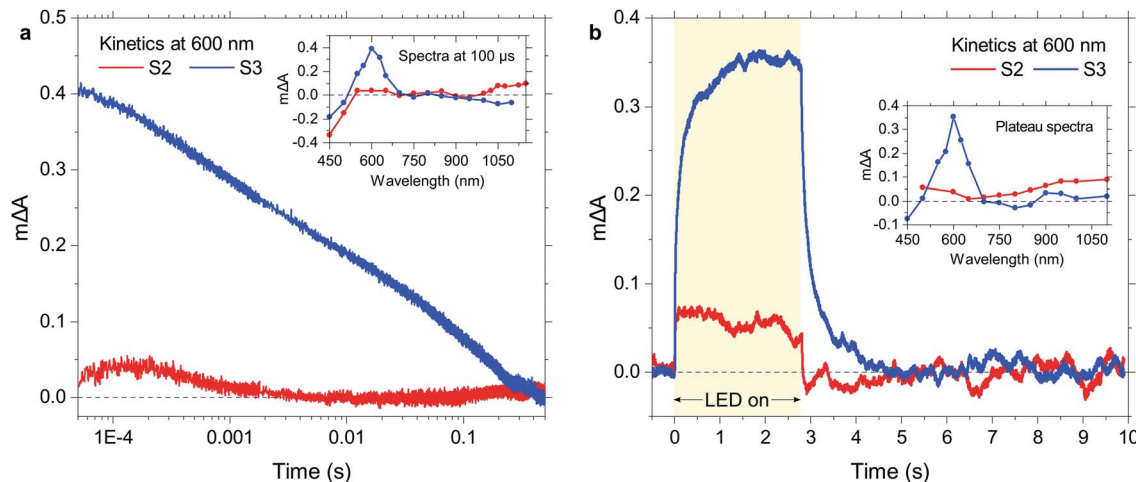 a
Kinetics at 600 nm
S2 S3
mΔA
0.5
0.4
0.3
0.2
0.1
0.0
1E-4 0.001 0.01 0.1
Time (s)
Spectra at 100 µs
mΔA
0.4
0.2
0.0
-0.2
-0.4
450 600 750 900 1050
Wavelength (nm)
b
Kinetics at 600 nm
S2 S3
mΔA
0.4
0.3
0.2
0.1
0.0
LED on
0 1 2 3 4 5 6 7 8 9 10
Time (s)
Plateau spectra
mΔA
0.4
0.3
0.2
0.1
0.0
-0.1
450 600 750 900 1050
Wavelength (nm)